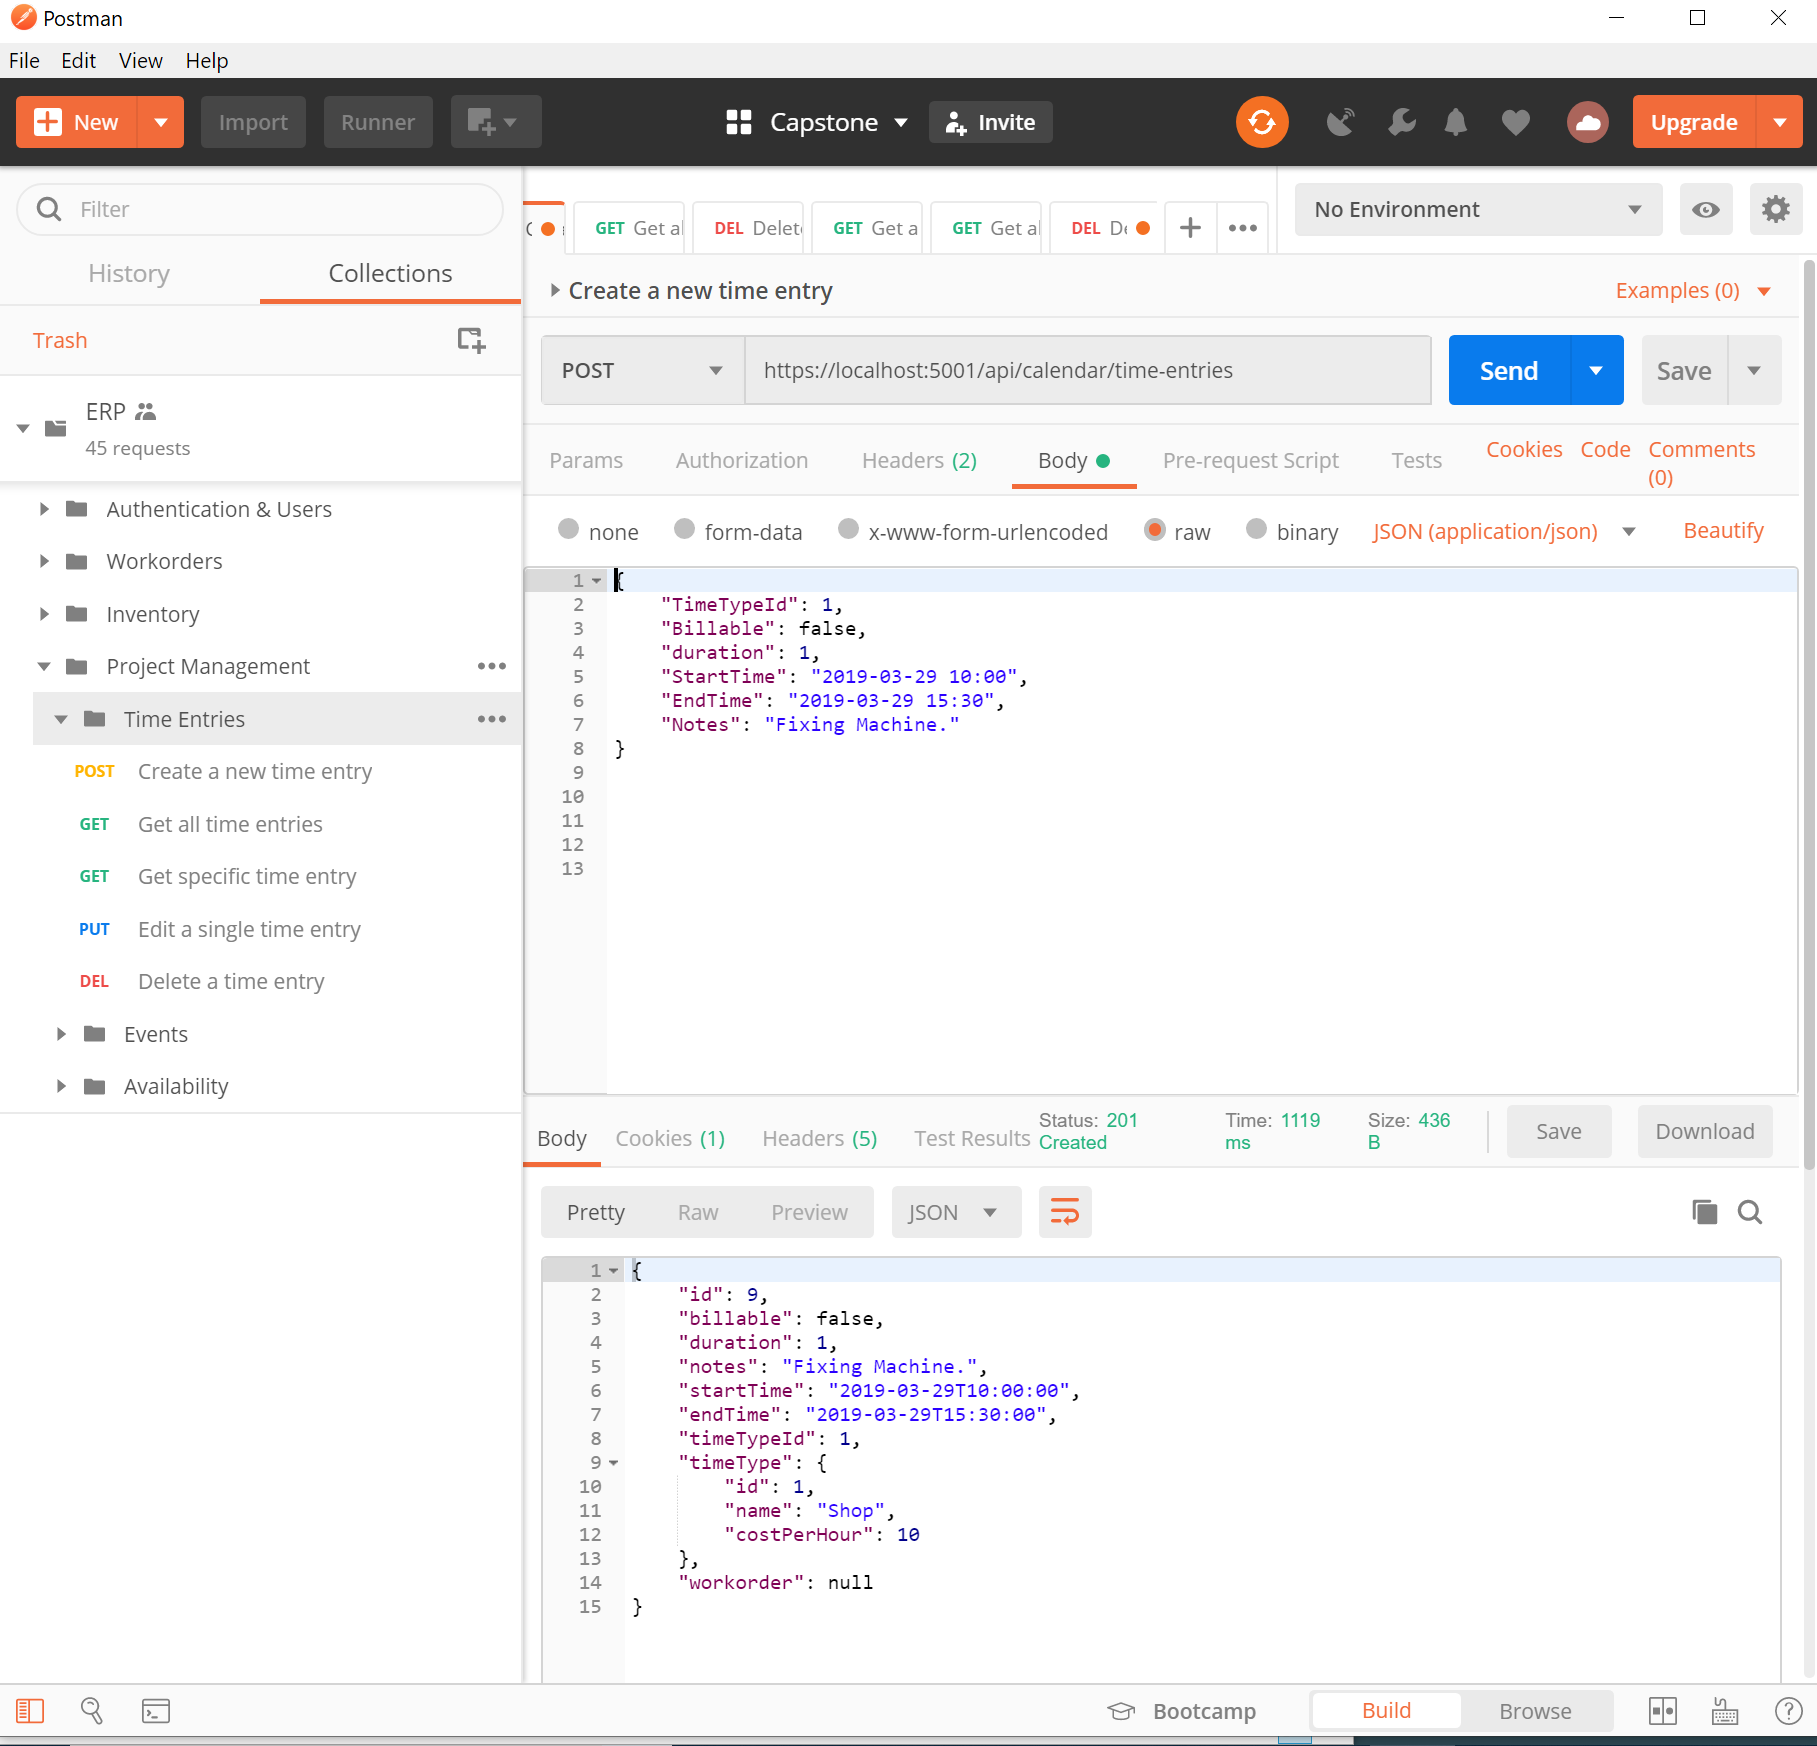 Postman
File Edit View Help
New Import Runner Capstone Invite Upgrade
Filter
History Collections
Trash
ERP
45 requests
Authentication & Users
Workorders
Inventory
Project Management
Time Entries
POST Create a new time entry
GET Get all time entries
GET Get specific time entry
PUT Edit a single time entry
DEL Delete a time entry
Events
Availability
GET Get al DEL Delet GET Get a GET Get al DEL De
No Environment
Create a new time entry
Examples (0)
POST https://localhost:5001/api/calendar/time-entries Send Save
Params Authorization Headers (2) Body Pre-request Script Tests Cookies Code Comments (0)
none form-data x-www-form-urlencoded raw binary JSON (application/json) Beautify
1 {
2 "TimeTypeId": 1,
3 "Billable": false,
4 "duration": 1,
5 "StartTime": "2019-03-29 10:00",
6 "EndTime": "2019-03-29 15:30",
7 "Notes": "Fixing Machine."
8 }
9
10
11
12
13
Body Cookies (1) Headers (5) Test Results Status: 201 Created Time: 1119 ms Size: 436 B Save Download
Pretty Raw Preview JSON
1 {
2 "id": 9,
3 "billable": false,
4 "duration": 1,
5 "notes": "Fixing Machine.",
6 "startTime": "2019-03-29T10:00:00",
7 "endTime": "2019-03-29T15:30:00",
8 "timeTypeId": 1,
9 "timeType": {
10 "id": 1,
11 "name": "Shop",
12 "costPerHour": 10
13 },
14 "workorder": null
15 }
Bootcamp Build Browse